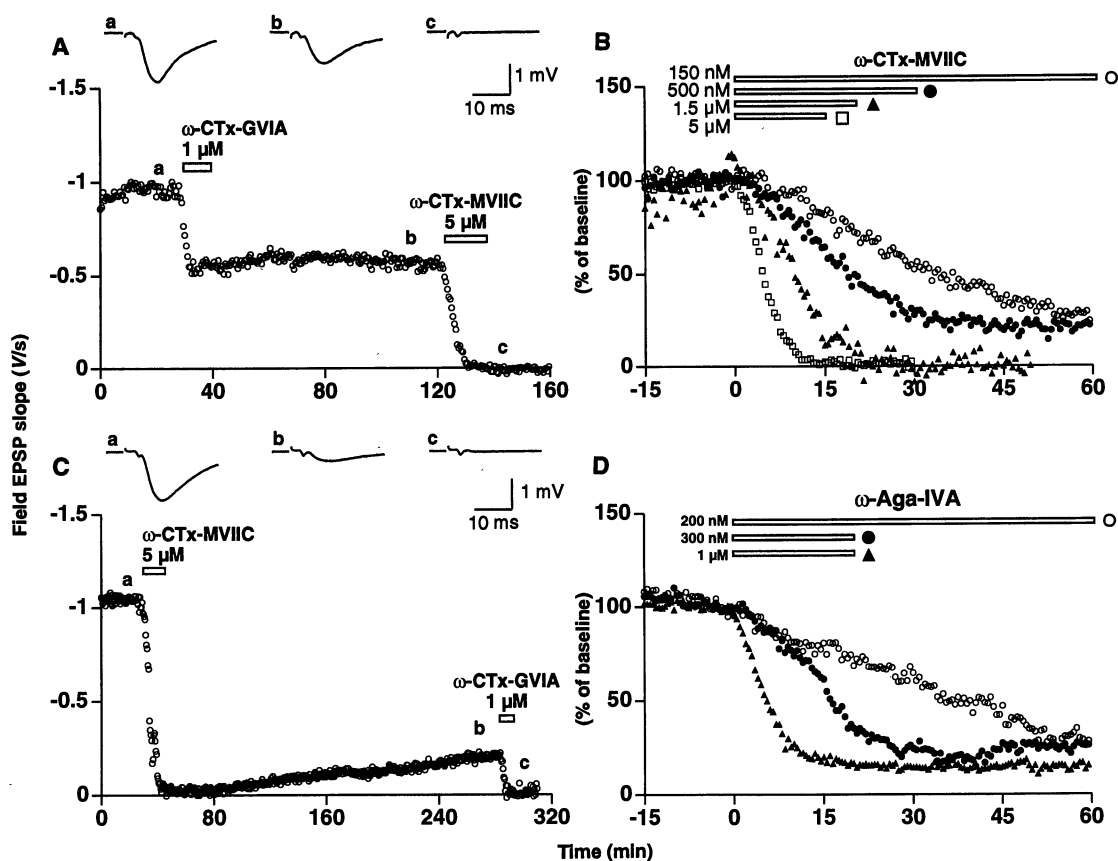 A
a
b
c
1 mV
10 ms
-1.5
-1
-0.5
0
0 40 80 120 160
ω-CTx-GVIA
1 µM
a
ω-CTx-MVIIC
5 µM
b
c
B
ω-CTx-MVIIC
150 nM
500 nM
1.5 µM
5 µM
150
100
50
0
-15 0 15 30 45 60
(% of baseline)
Field EPSP slope (V/s)
C
a
b
c
1 mV
10 ms
-1.5
-1
-0.5
0
0 80 160 240 320
ω-CTx-MVIIC
5 µM
a
ω-CTx-GVIA
1 µM
b
c
D
ω-Aga-IVA
200 nM
300 nM
1 µM
150
100
50
0
-15 0 15 30 45 60
(% of baseline)
Time (min)